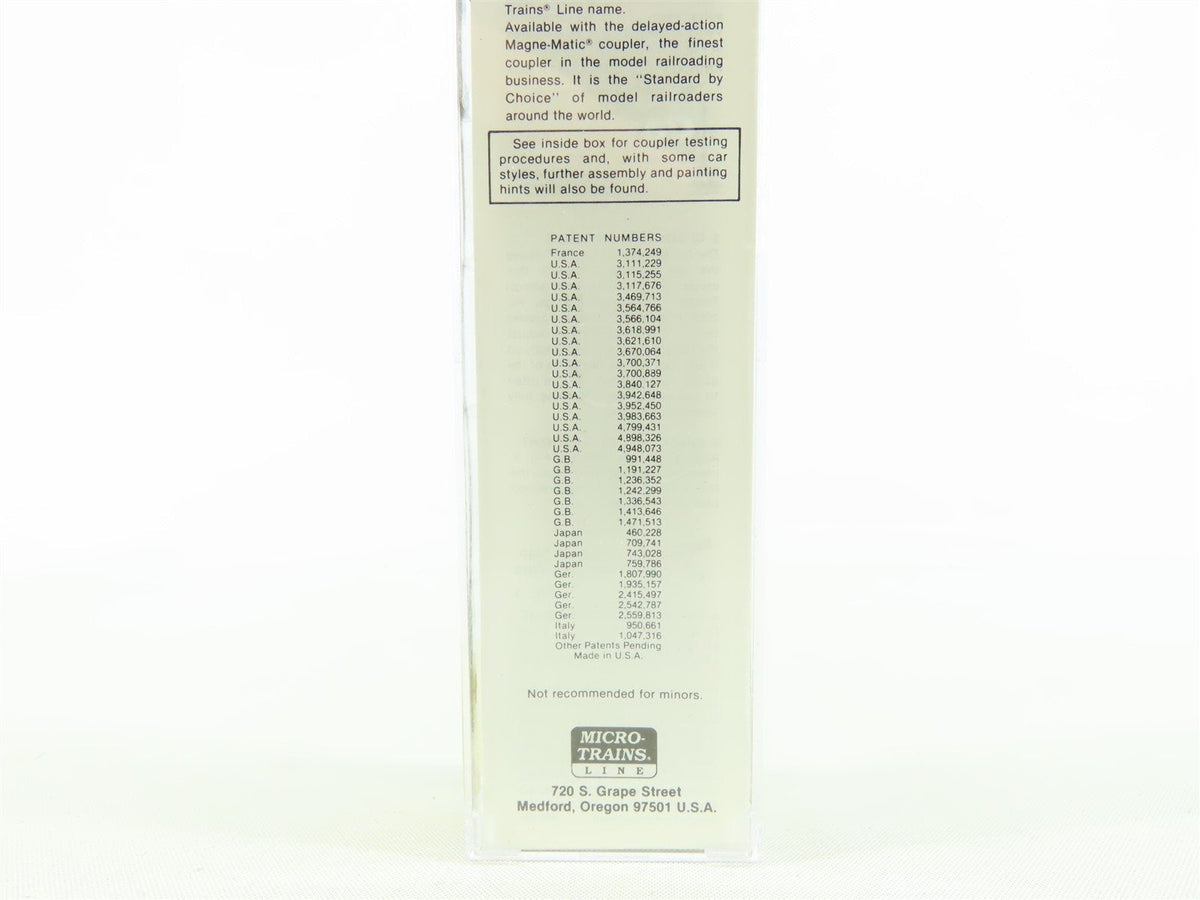 Trains® Line name.
Available with the delayed-action
Magne-Matic® coupler, the finest
coupler in the model railroading
business. It is the "Standard by
Choice" of model railroaders
around the world.
See inside box for coupler testing
procedures and, with some car
styles, further assembly and painting
hints will also be found.
PATENT NUMBERS
France 1,374,249
U.S.A. 3,111,229
U.S.A. 3,115,255
U.S.A. 3,117,676
U.S.A. 3,469,713
U.S.A. 3,564,766
U.S.A. 3,566,104
U.S.A. 3,618,991
U.S.A. 3,621,610
U.S.A. 3,670,064
U.S.A. 3,700,371
U.S.A. 3,700,889
U.S.A. 3,840,127
U.S.A. 3,942,648
U.S.A. 3,952,450
U.S.A. 3,983,663
U.S.A. 4,799,431
U.S.A. 4,898,326
U.S.A. 4,948,073
G.B. 991,448
G.B. 1,191,227
G.B. 1,236,352
G.B. 1,242,299
G.B. 1,336,543
G.B. 1,413,646
G.B. 1,471,513
Japan 460,228
Japan 709,741
Japan 743,028
Japan 759,786
Ger. 1,807,990
Ger. 1,935,157
Ger. 2,415,497
Ger. 2,542,787
Ger. 2,559,813
Italy 950,661
Italy 1,047,316
Other Patents Pending
Made in U.S.A.
Not recommended for minors.
MICRO-
TRAINS®
LINE
720 S. Grape Street
Medford, Oregon 97501 U.S.A.